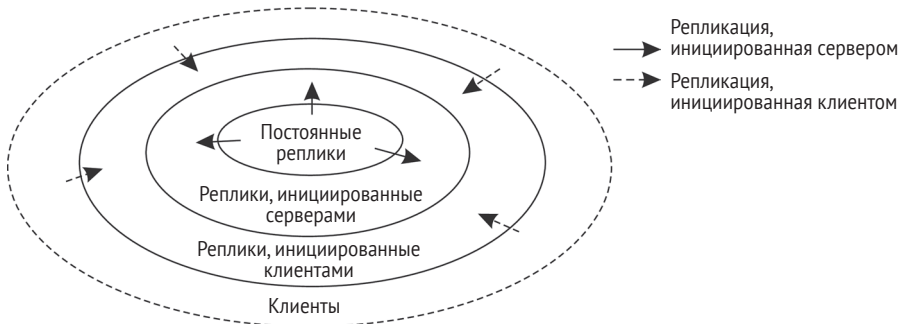 Постоянные
реплики
Реплики, инициированные
серверами
Реплики, инициированные
клиентами
Клиенты
Репликация,
инициированная сервером
Репликация,
инициированная клиентом